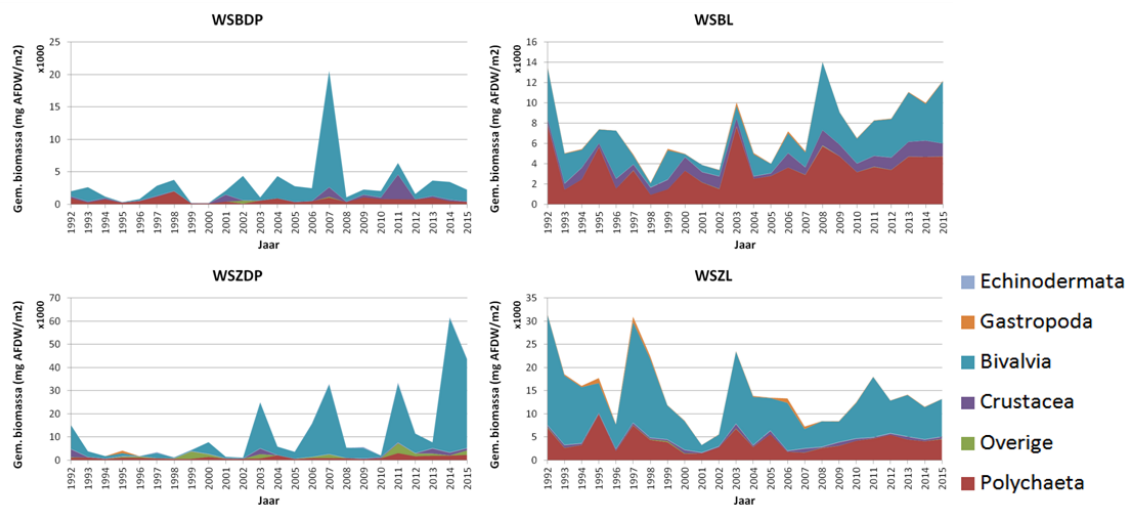 WSBDP
Gem. biomassa (mg AFDW/m2)
x1000
25
20
15
10
5
0
1992 1993 1994 1995 1996 1997 1998 1999 2000 2001 2002 2003 2004 2005 2006 2007 2008 2009 2010 2011 2012 2013 2014 2015
Jaar
WSBL
Gem. biomassa (mg AFDW/m2)
x1000
16
14
12
10
8
6
4
2
0
1992 1993 1994 1995 1996 1997 1998 1999 2000 2001 2002 2003 2004 2005 2006 2007 2008 2009 2010 2011 2012 2013 2014 2015
Jaar
WSZDP
Gem. biomassa (mg AFDW/m2)
x1000
70
60
50
40
30
20
10
0
1992 1993 1994 1995 1996 1997 1998 1999 2000 2001 2002 2003 2004 2005 2006 2007 2008 2009 2010 2011 2012 2013 2014 2015
Jaar
WSZL
Gem. biomassa (mg AFDW/m2)
x1000
35
30
25
20
15
10
5
0
1992 1993 1994 1995 1996 1997 1998 1999 2000 2001 2002 2003 2004 2005 2006 2007 2008 2009 2010 2011 2012 2013 2014 2015
Jaar
Echinodermata
Gastropoda
Bivalvia
Crustacea
Overige
Polychaeta